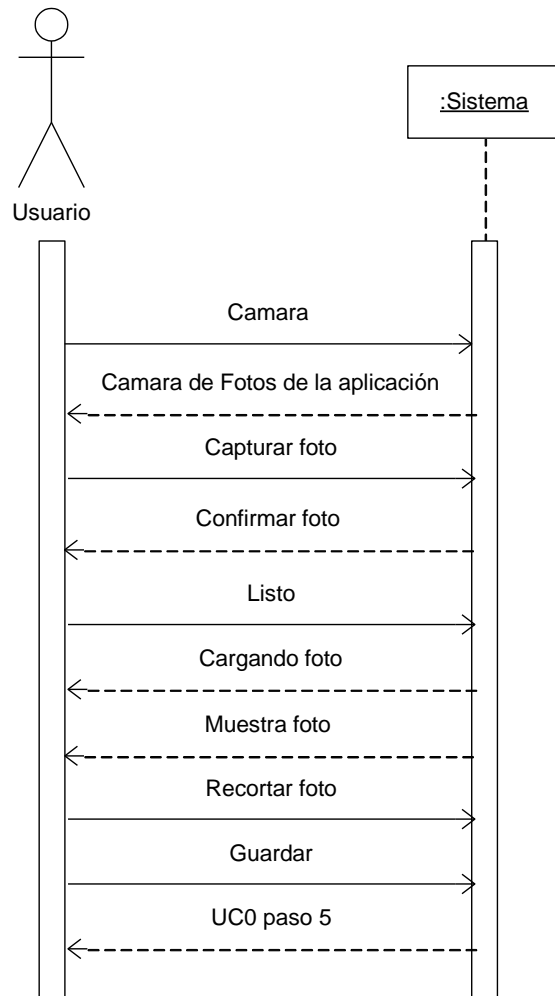 :Sistema
Usuario
Camara
Camara de Fotos de la aplicación
Capturar foto
Confirmar foto
Listo
Cargando foto
Muestra foto
Recortar foto
Guardar
UC0 paso 5